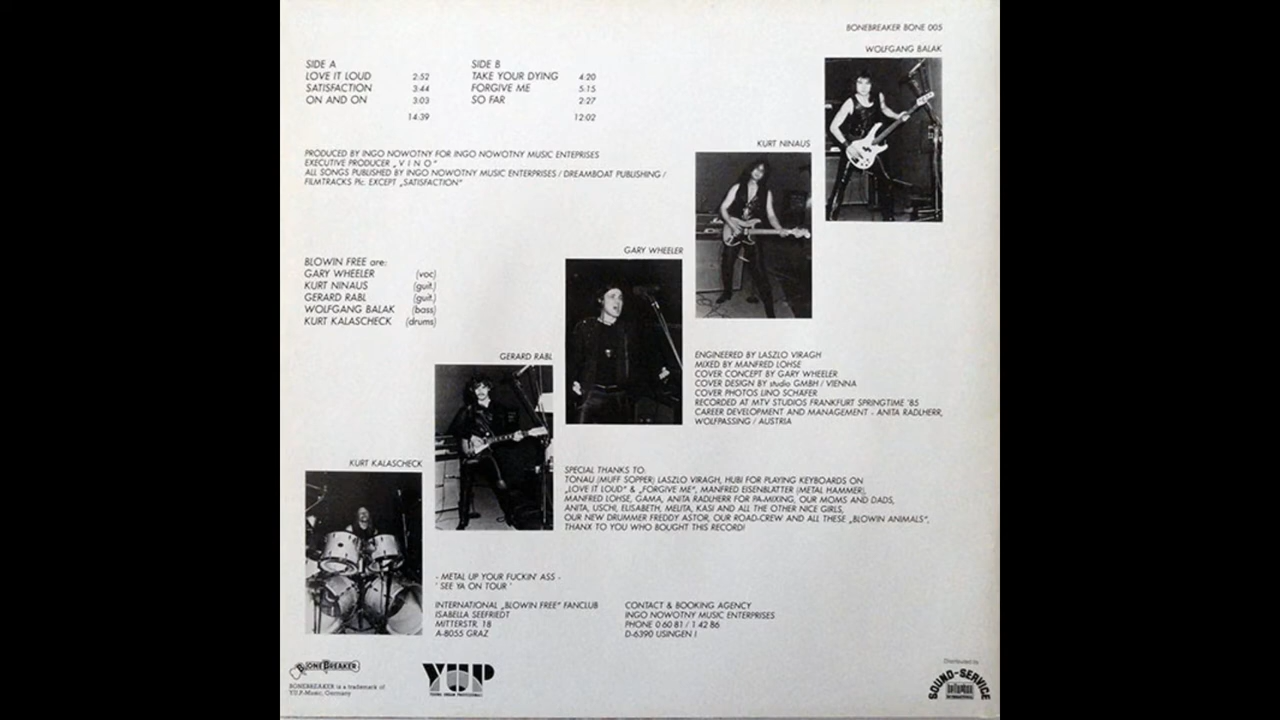 BONEBREAKER BONE 005
WOLFGANG BALAK
SIDE A
LOVE IT LOUD 2:52
SATISFACTION 3:44
ON AND ON 3:03
14:39
SIDE B
TAKE YOUR DYING 4:20
FORGIVE ME 5:15
SO FAR 2:27
12:02
KURT NINAUS
PRODUCED BY INGO NOWOTNY FOR INGO NOWOTNY MUSIC ENTEPRISES
EXECUTIVE PRODUCER „V I N O"
ALL SONGS PUBLISHED BY INGO NOWOTNY MUSIC ENTERPRISES / DREAMBOAT PUBLISHING /
FILMTRACKS Plc. EXCEPT „SATISFACTION"
GARY WHEELER
BLOWIN FREE are:
GARY WHEELER (voc)
KURT NINAUS (guit.)
GERARD RABL (guit.)
WOLFGANG BALAK (bass)
KURT KALASCHECK (drums)
GERARD RABL
ENGINEERED BY LASZLO VIRAGH
MIXED BY MANFRED LOHSE
COVER CONCEPT BY GARY WHEELER
COVER DESIGN BY studio GMBH / VIENNA
COVER PHOTOS LINO SCHÄFER
RECORDED AT MTV STUDIOS FRANKFURT SPRINGTIME '85
CAREER DEVELOPMENT AND MANAGEMENT - ANITA RADLHERR,
WOLFPASSING / AUSTRIA
KURT KALASCHECK
SPECIAL THANKS TO:
TONAU (MUFF SOPPER) LASZLO VIRAGH, HUBI FOR PLAYING KEYBOARDS ON
„LOVE IT LOUD" & „FORGIVE ME", MANFRED EISENBLÄTTER (METAL HAMMER),
MANFRED LOHSE, GAMA, ANITA RADLHERR FOR PA-MIXING, OUR MOMS AND DADS,
ANITA, USCHI, ELISABETH, MELITA, KASI AND ALL THE OTHER NICE GIRLS,
OUR NEW DRUMMER FREDDY ASTOR, OUR ROAD-CREW AND ALL THESE „BLOWIN ANIMALS",
THANX TO YOU WHO BOUGHT THIS RECORD!
- METAL UP YOUR FUCKIN' ASS -
' SEE YA ON TOUR '
INTERNATIONAL „BLOWIN FREE" FANCLUB
ISABELLA SEEFRIEDT
MITTERSTR. 18
A-8055 GRAZ
CONTACT & BOOKING AGENCY
INGO NOWOTNY MUSIC ENTERPRISES
PHONE 0 60 81 / 1 42 86
D-6390 USINGEN I
BONEBREAKER
BONEBREAKER is a trademark of
Y.U.P.-Music, Germany
YUP
Distributed by
SOUND-SERVICE